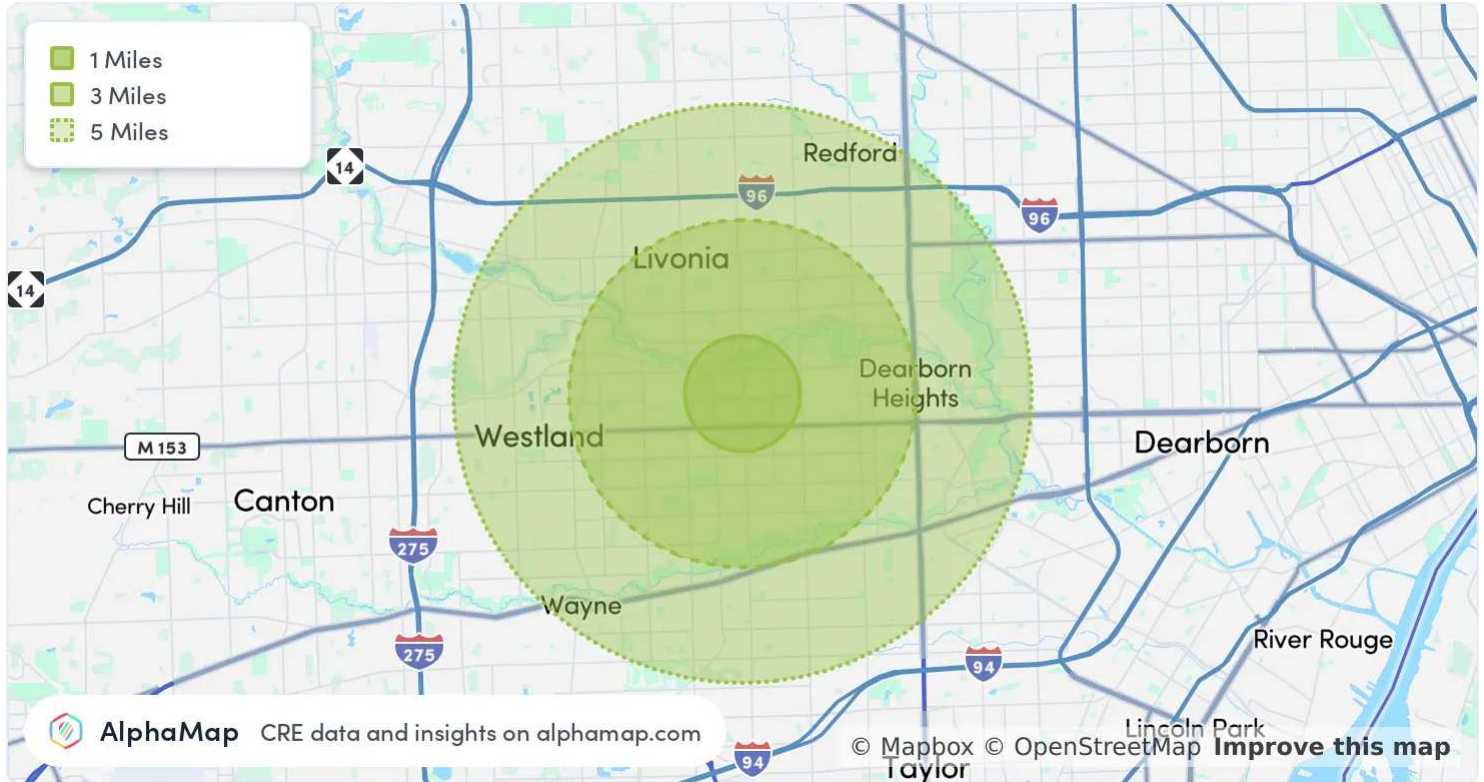 1 Miles
3 Miles
5 Miles
14
Redford
96
96
Livonia
14
Dearborn
Heights
Westland
M 153
Dearborn
Cherry Hill
Canton
275
Wayne
275
River Rouge
94
AlphaMap CRE data and insights on alphamap.com
Lincoln Park
94
© Mapbox © OpenStreetMap Improve this map
Taylor